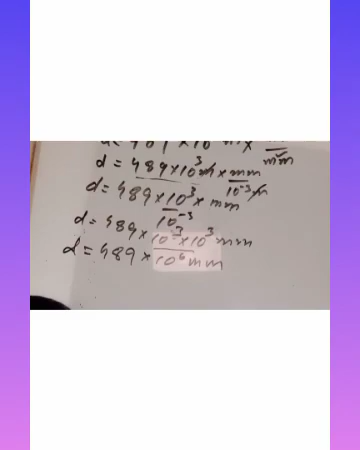 d = 489×10³ m × mm
10⁻³ m
d = 489×10³ × mm
10⁻³
d = 489 × 10³ × 10³ mm
d = 489 × 10⁶ mm